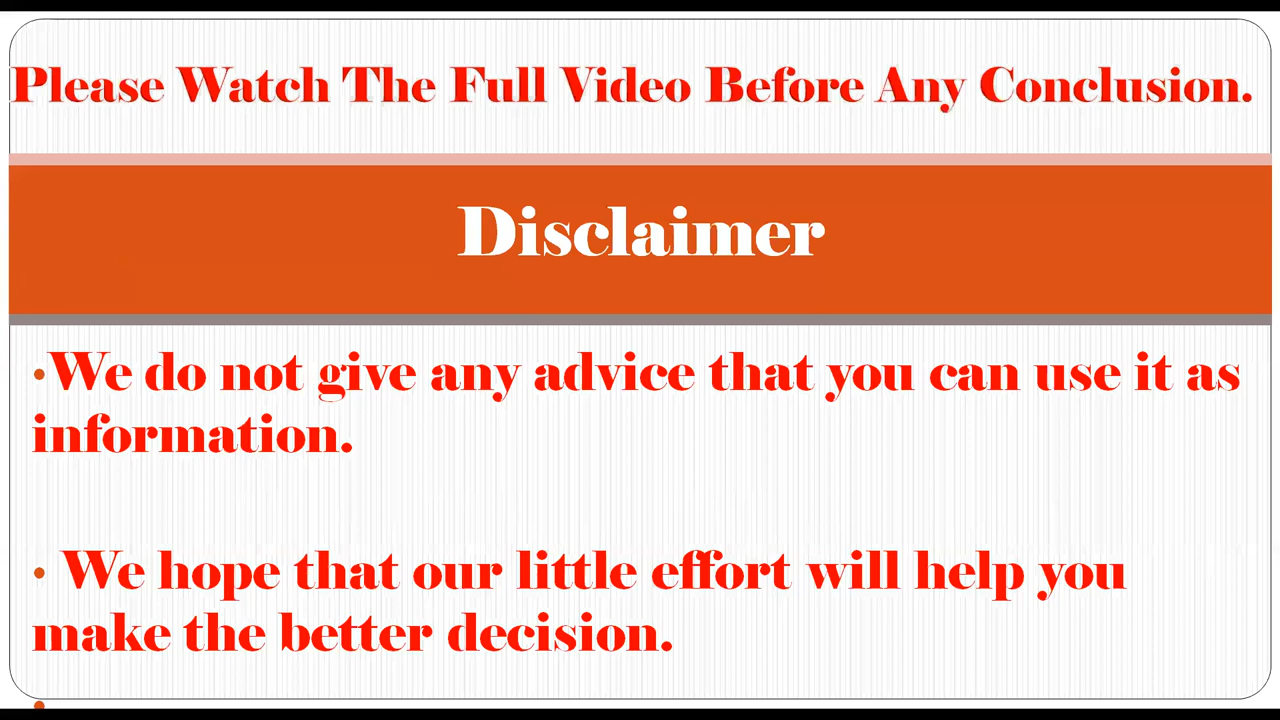 Please Watch The Full Video Before Any Conclusion.
Disclaimer
•We do not give any advice that you can use it as
information.
• We hope that our little effort will help you
make the better decision.
•